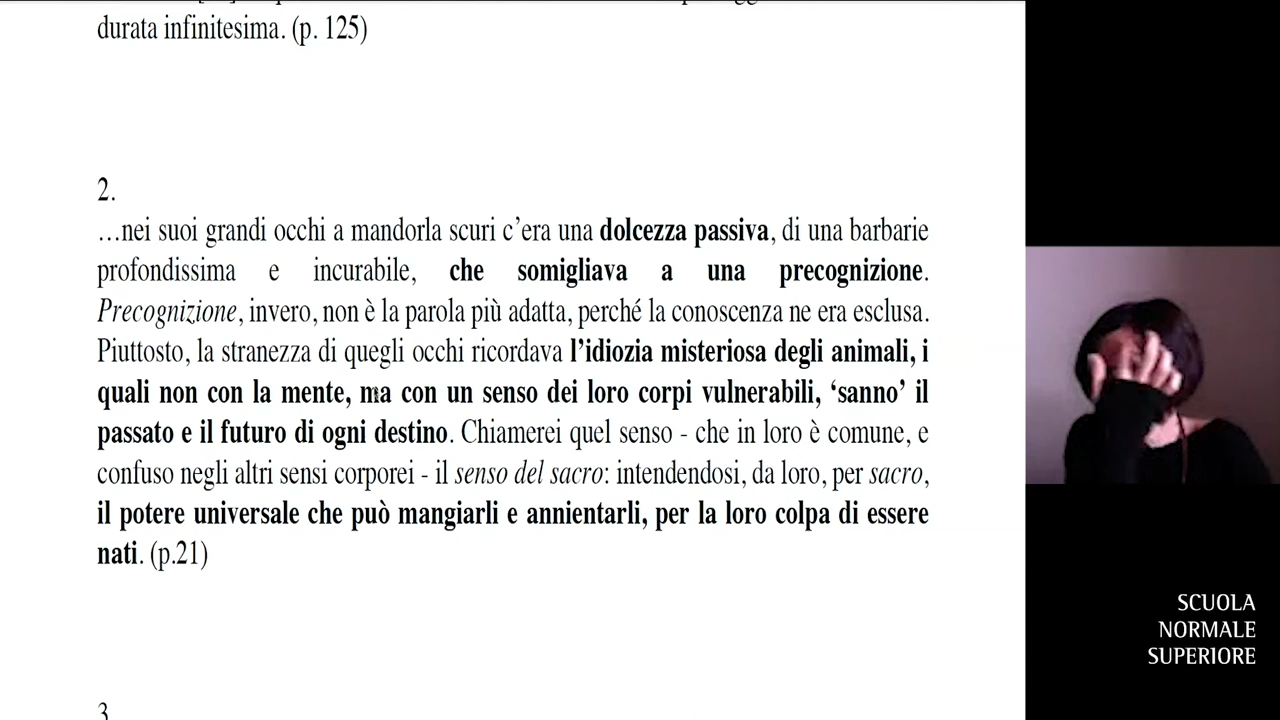 durata infinitesima. (p. 125)
2.
…nei suoi grandi occhi a mandorla scuri c’era una dolcezza passiva, di una barbarie
profondissima e incurabile, che somigliava a una precognizione.
Precognizione, invero, non è la parola più adatta, perché la conoscenza ne era esclusa.
Piuttosto, la stranezza di quegli occhi ricordava l’idiozia misteriosa degli animali, i
quali non con la mente, ma con un senso dei loro corpi vulnerabili, ‘sanno’ il
passato e il futuro di ogni destino. Chiamerei quel senso - che in loro è comune, e
confuso negli altri sensi corporei - il senso del sacro: intendendosi, da loro, per sacro,
il potere universale che può mangiarli e annientarli, per la loro colpa di essere
nati. (p.21)
3
SCUOLA
NORMALE
SUPERIORE